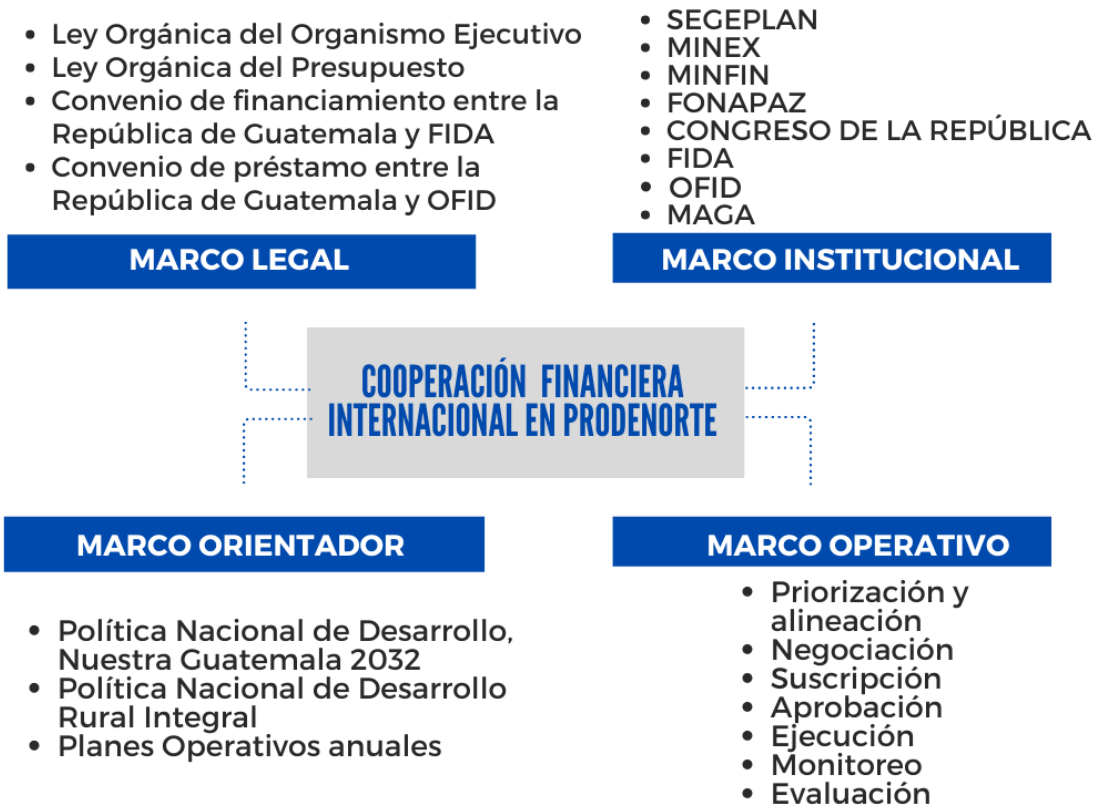 • Ley Orgánica del Organismo Ejecutivo
• Ley Orgánica del Presupuesto
• Convenio de financiamiento entre la
República de Guatemala y FIDA
• Convenio de préstamo entre la
República de Guatemala y OFID
MARCO LEGAL
• SEGEPLAN
• MINEX
• MINFIN
• FONAPAZ
• CONGRESO DE LA REPÚBLICA
• FIDA
• OFID
• MAGA
MARCO INSTITUCIONAL
COOPERACIÓN FINANCIERA
INTERNACIONAL EN PRODENORTE
MARCO ORIENTADOR
• Política Nacional de Desarrollo,
Nuestra Guatemala 2032
• Política Nacional de Desarrollo
Rural Integral
• Planes Operativos anuales
MARCO OPERATIVO
• Priorización y
alineación
• Negociación
• Suscripción
• Aprobación
• Ejecución
• Monitoreo
• Evaluación